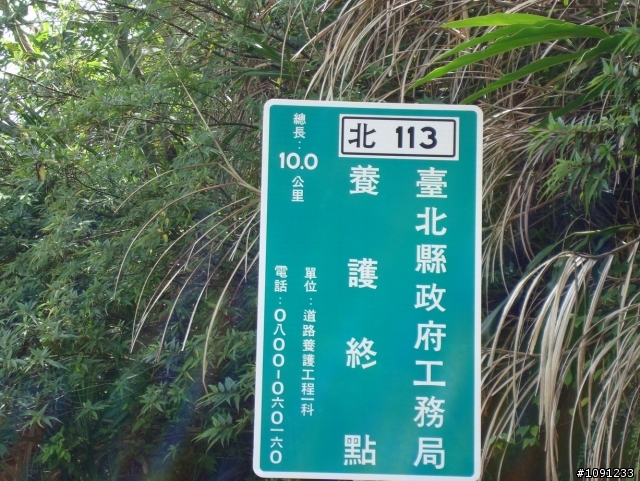 北 113
臺北縣政府工務局
養護終點
總長：10.0公里
單位：道路養護工程一科
電話：０八００－０六０一六０
#1091233